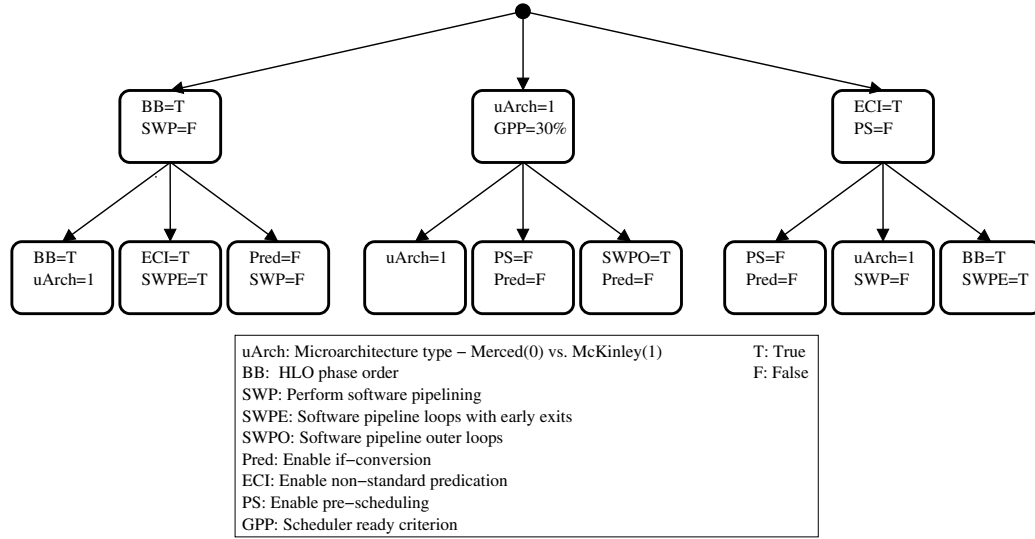 BB=T
SWP=F
uArch=1
GPP=30%
ECI=T
PS=F
BB=T
uArch=1
ECI=T
SWPE=T
Pred=F
SWP=F
uArch=1
PS=F
Pred=F
SWPO=T
Pred=F
PS=F
Pred=F
uArch=1
SWP=F
BB=T
SWPE=T
uArch: Microarchitecture type − Merced(0) vs. McKinley(1) T: True
BB: HLO phase order F: False
SWP: Perform software pipelining
SWPE: Software pipeline loops with early exits
SWPO: Software pipeline outer loops
Pred: Enable if−conversion
ECI: Enable non−standard predication
PS: Enable pre−scheduling
GPP: Scheduler ready criterion